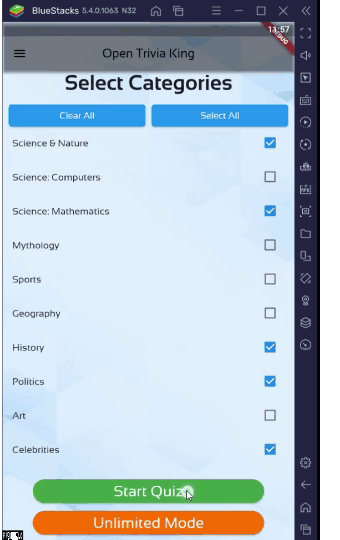 BlueStacks 5.4.0.1063 N32
11:57
Open Trivia King
Select Categories
Clear All
Select All
Science & Nature
Science: Computers
Science: Mathematics
Mythology
Sports
Geography
History
Politics
Art
Celebrities
Start Quiz
Unlimited Mode